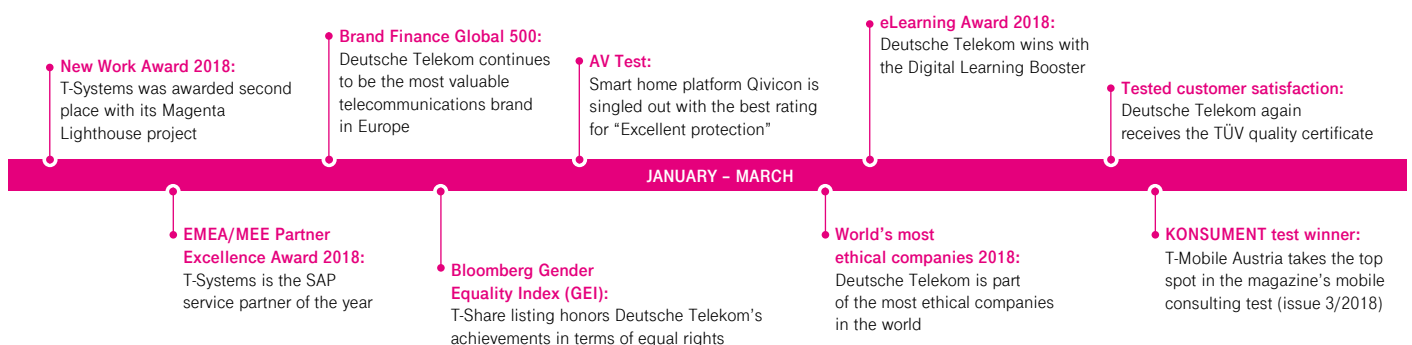 New Work Award 2018:
T-Systems was awarded second
place with its Magenta
Lighthouse project
Brand Finance Global 500:
Deutsche Telekom continues
to be the most valuable
telecommunications brand
in Europe
AV Test:
Smart home platform Qivicon is
singled out with the best rating
for “Excellent protection”
eLearning Award 2018:
Deutsche Telekom wins with
the Digital Learning Booster
Tested customer satisfaction:
Deutsche Telekom again
receives the TÜV quality certificate
JANUARY – MARCH
EMEA/MEE Partner
Excellence Award 2018:
T-Systems is the SAP
service partner of the year
Bloomberg Gender
Equality Index (GEI):
T-Share listing honors Deutsche Telekom’s
achievements in terms of equal rights
World’s most
ethical companies 2018:
Deutsche Telekom is part
of the most ethical companies
in the world
KONSUMENT test winner:
T-Mobile Austria takes the top
spot in the magazine’s mobile
consulting test (issue 3/2018)